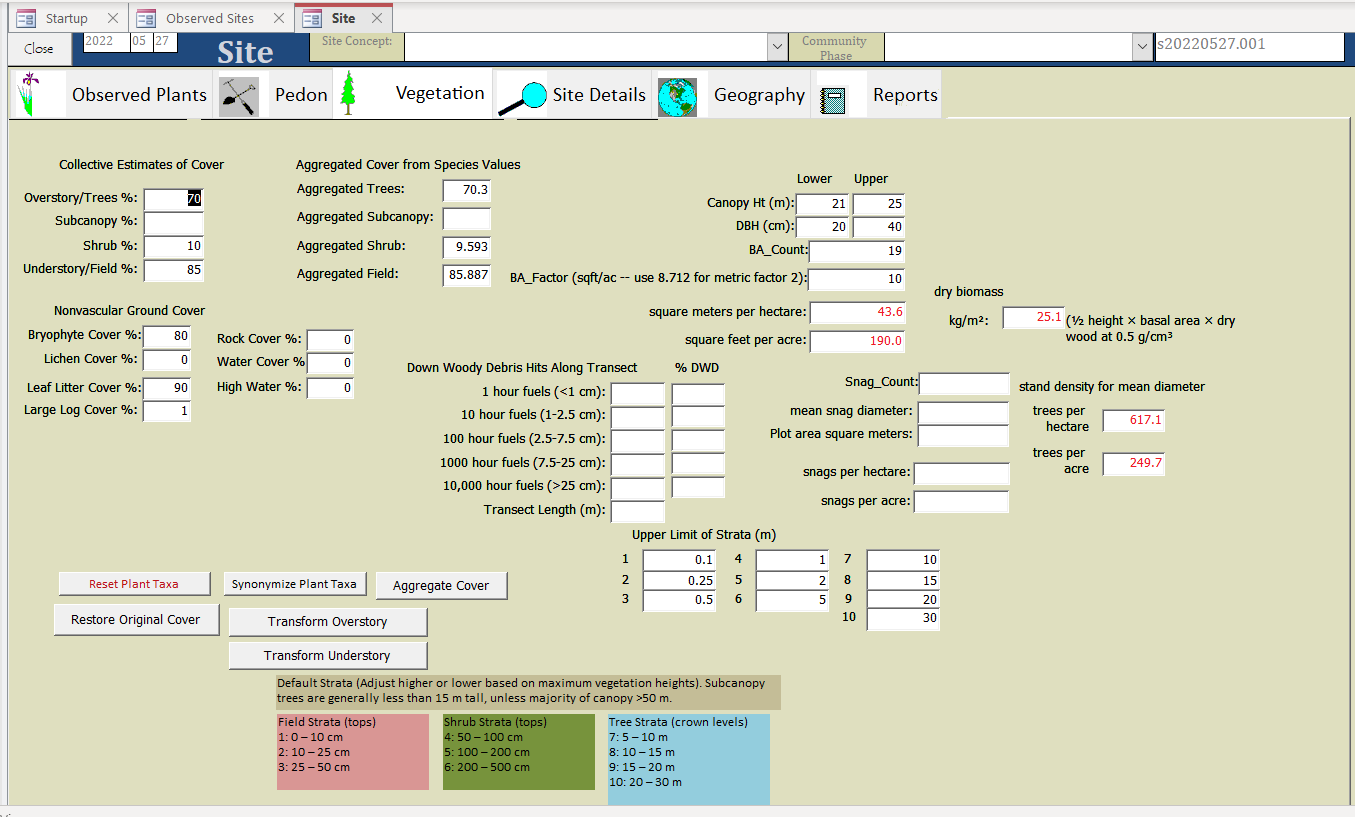 Startup
Observed Sites
Site
Close
2022 05 27
Site
Site Concept:
Community Phase
s20220527.001
Observed Plants
Pedon
Vegetation
Site Details
Geography
Reports
Collective Estimates of Cover
Overstory/Trees %: 70
Subcanopy %:
Shrub %: 10
Understory/Field %: 85
Aggregated Cover from Species Values
Aggregated Trees: 70.3
Aggregated Subcanopy:
Aggregated Shrub: 9.593
Aggregated Field: 85.887
Lower Upper
Canopy Ht (m): 21 25
DBH (cm): 20 40
BA_Count: 19
BA_Factor (sqft/ac -- use 8.712 for metric factor 2): 10
square meters per hectare: 43.6
square feet per acre: 190.0
dry biomass
kg/m²: 25.1 (½ height × basal area × dry
wood at 0.5 g/cm³
Nonvascular Ground Cover
Bryophyte Cover %: 80
Lichen Cover %: 0
Leaf Litter Cover %: 90
Large Log Cover %: 1
Rock Cover %: 0
Water Cover % 0
High Water %: 0
Down Woody Debris Hits Along Transect % DWD
1 hour fuels (<1 cm):
10 hour fuels (1-2.5 cm):
100 hour fuels (2.5-7.5 cm):
1000 hour fuels (7.5-25 cm):
10,000 hour fuels (>25 cm):
Transect Length (m):
Snag_Count:
mean snag diameter:
Plot area square meters:
snags per hectare:
snags per acre:
stand density for mean diameter
trees per
hectare 617.1
trees per
acre 249.7
Upper Limit of Strata (m)
1 0.1 4 1 7 10
2 0.25 5 2 8 15
3 0.5 6 5 9 20
10 30
Reset Plant Taxa
Synonymize Plant Taxa
Aggregate Cover
Restore Original Cover
Transform Overstory
Transform Understory
Default Strata (Adjust higher or lower based on maximum vegetation heights). Subcanopy
trees are generally less than 15 m tall, unless majority of canopy >50 m.
Field Strata (tops)
1: 0 – 10 cm
2: 10 – 25 cm
3: 25 – 50 cm
Shrub Strata (tops)
4: 50 – 100 cm
5: 100 – 200 cm
6: 200 – 500 cm
Tree Strata (crown levels)
7: 5 – 10 m
8: 10 – 15 m
9: 15 – 20 m
10: 20 – 30 m